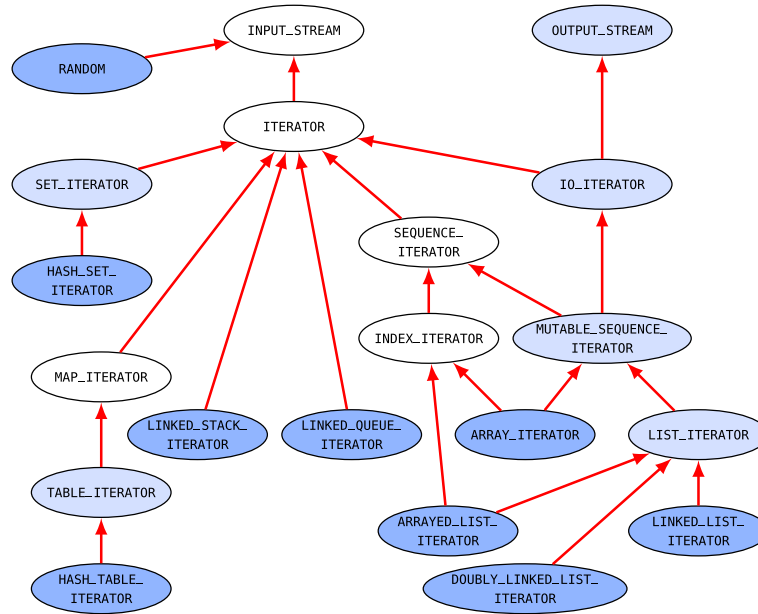 INPUT_STREAM
OUTPUT_STREAM
RANDOM
ITERATOR
SET_ITERATOR
IO_ITERATOR
SEQUENCE_
ITERATOR
HASH_SET_
ITERATOR
INDEX_ITERATOR
MUTABLE_SEQUENCE_
ITERATOR
MAP_ITERATOR
LINKED_STACK_
ITERATOR
LINKED_QUEUE_
ITERATOR
ARRAY_ITERATOR
LIST_ITERATOR
TABLE_ITERATOR
ARRAYED_LIST_
ITERATOR
LINKED_LIST_
ITERATOR
HASH_TABLE_
ITERATOR
DOUBLY_LINKED_LIST_
ITERATOR